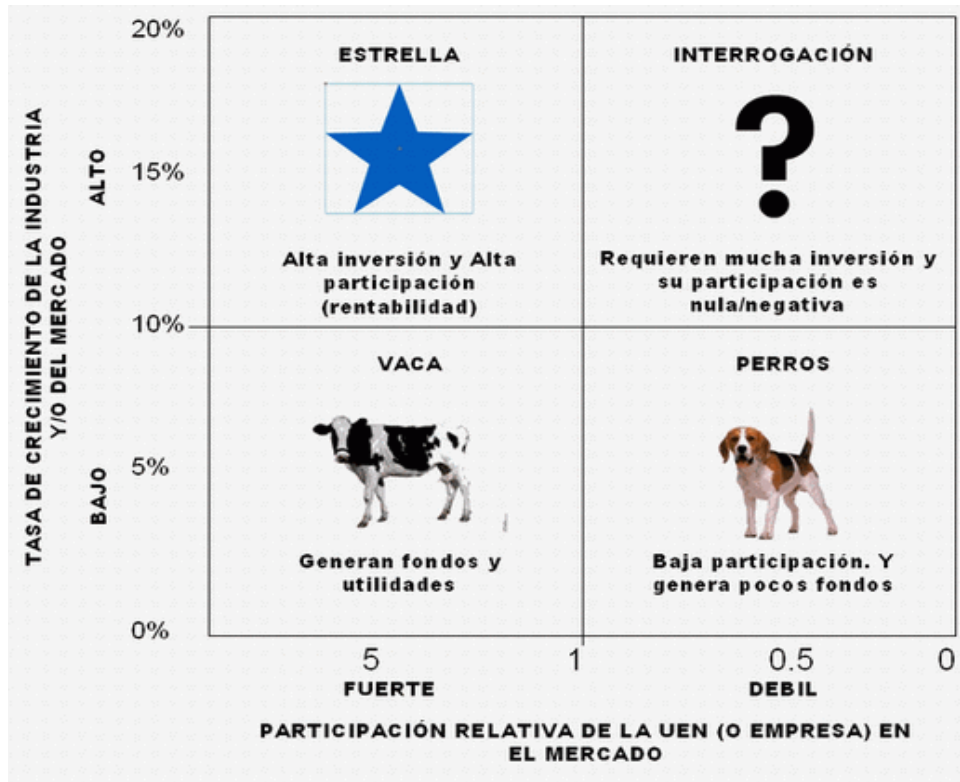 20%
ESTRELLA
INTERROGACIÓN
?
15%
Alta inversión y Alta
participación
(rentabilidad)
Requieren mucha inversión y
su participación es
nula/negativa
10%
VACA
PERROS
5%
Generan fondos y
utilidades
Baja participación. Y
genera pocos fondos
0%
TASA DE CRECIMIENTO DE LA INDUSTRIA
Y/O DEL MERCADO
ALTO
BAJO
5
1
0.5
0
FUERTE
DEBIL
PARTICIPACIÓN RELATIVA DE LA UEN (O EMPRESA) EN
EL MERCADO